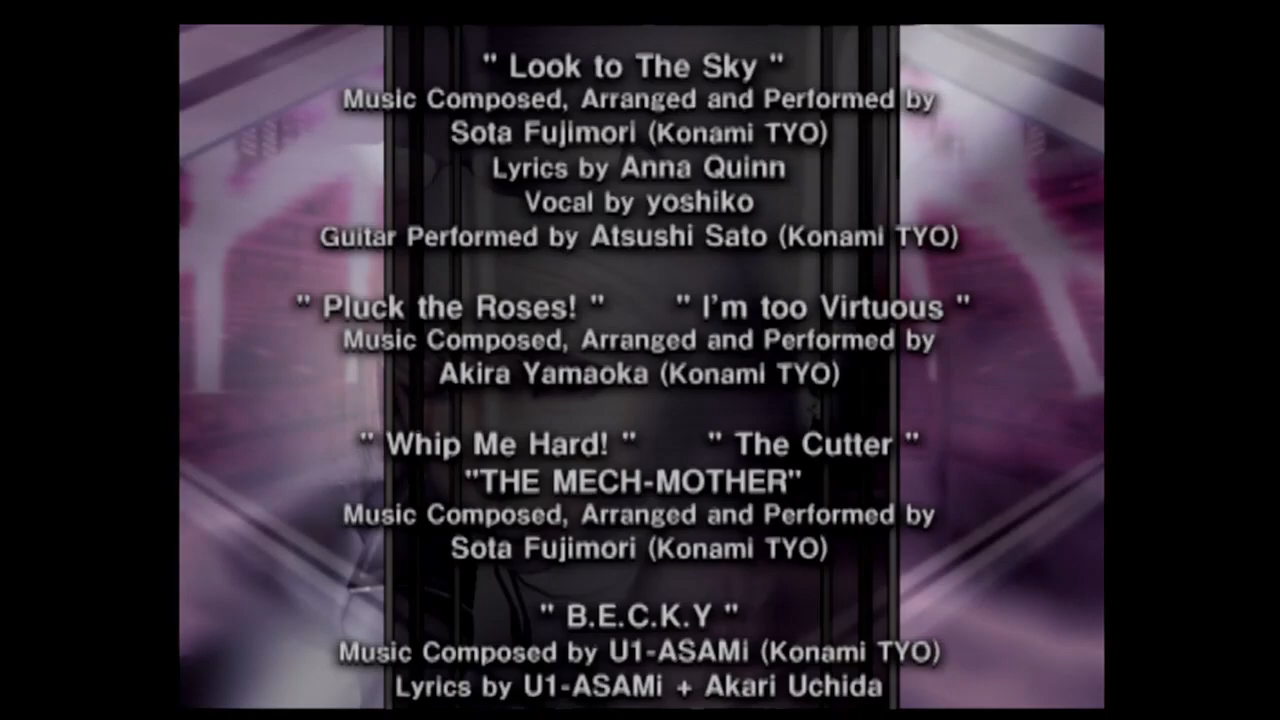 " Look to The Sky "
Music Composed, Arranged and Performed by
Sota Fujimori (Konami TYO)
Lyrics by Anna Quinn
Vocal by yoshiko
Guitar Performed by Atsushi Sato (Konami TYO)
" Pluck the Roses! " " I'm too Virtuous "
Music Composed, Arranged and Performed by
Akira Yamaoka (Konami TYO)
" Whip Me Hard! " " The Cutter "
"THE MECH-MOTHER"
Music Composed, Arranged and Performed by
Sota Fujimori (Konami TYO)
" B.E.C.K.Y "
Music Composed by U1-ASAMi (Konami TYO)
Lyrics by U1-ASAMi + Akari Uchida